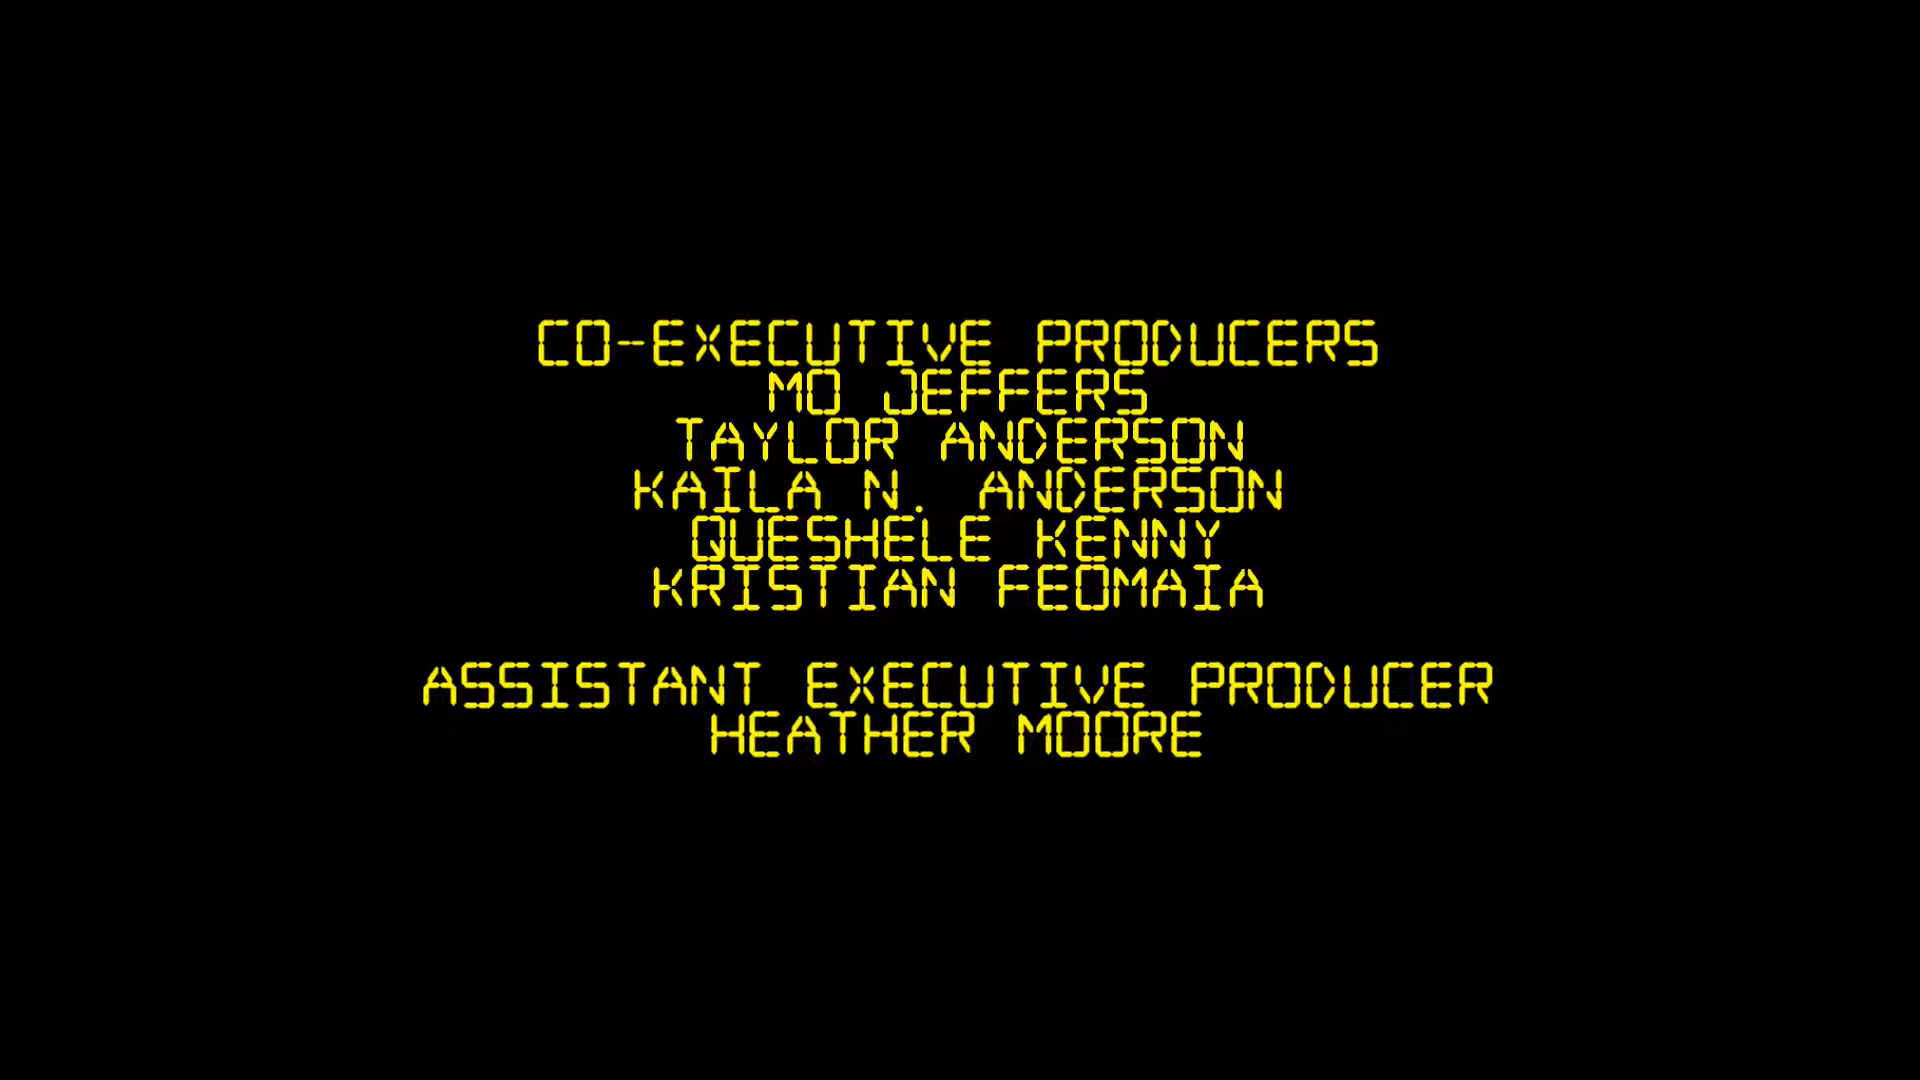 CO-EXECUTIVE PRODUCERS
MO JEFFERS
TAYLOR ANDERSON
KAILA N. ANDERSON
QUESHELE KENNY
KRISTIAN FEOMAIA
ASSISTANT EXECUTIVE PRODUCER
HEATHER MOORE